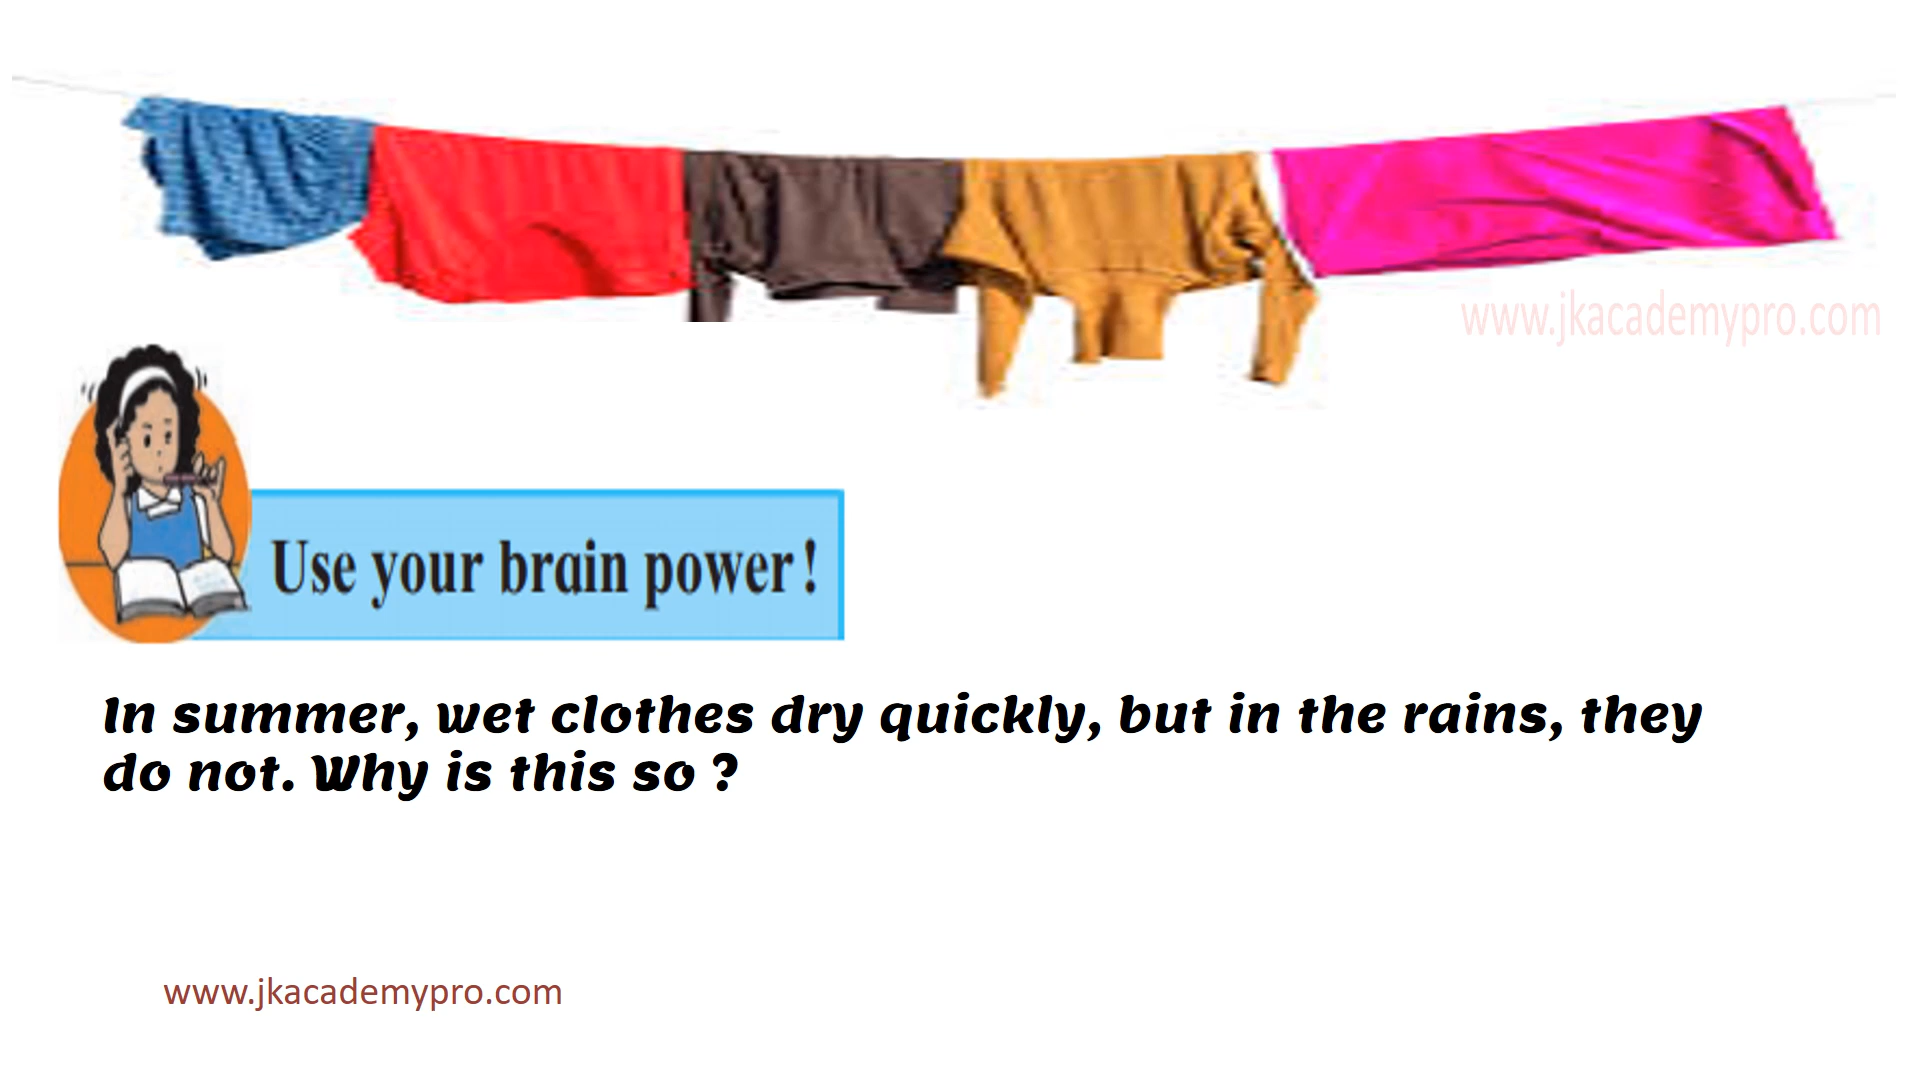 www.jkacademypro.com
Use your brain power!
In summer, wet clothes dry quickly, but in the rains, they
do not. Why is this so ?
www.jkacademypro.com